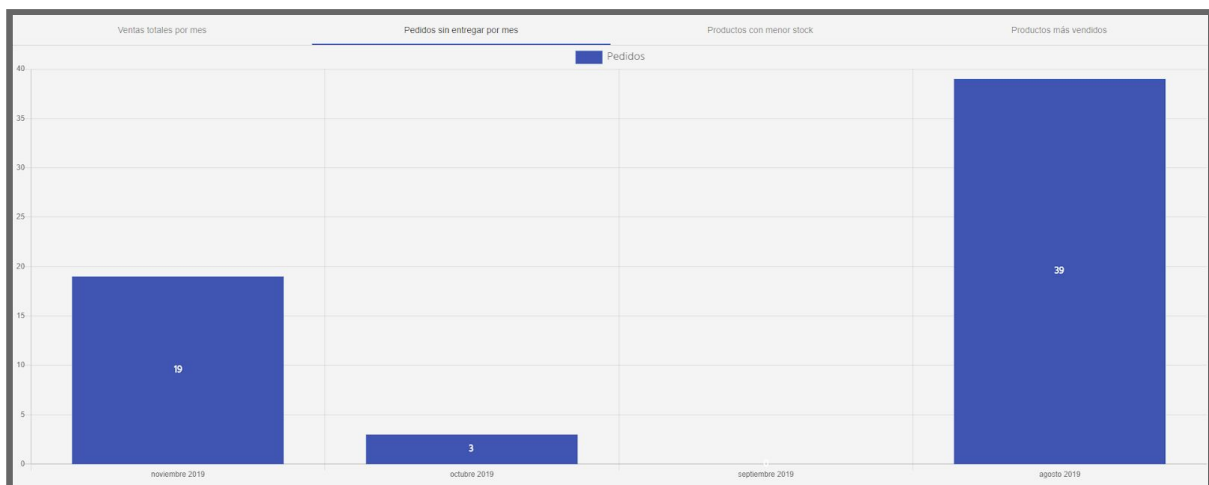 Ventas totales por mes
Pedidos sin entregar por mes
Productos con menor stock
Productos más vendidos
Pedidos
40
35
30
25
20
15
10
5
0
19
3
0
39
noviembre 2019
octubre 2019
septiembre 2019
agosto 2019